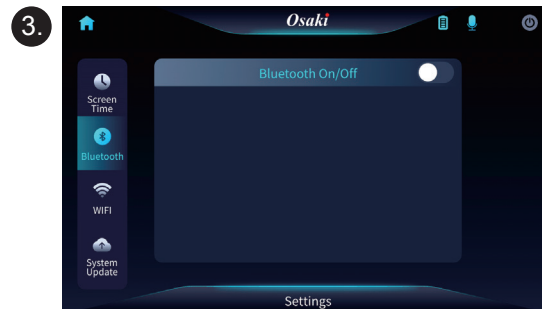 3.
Osaki
Bluetooth On/Off
Screen
Time
Bluetooth
WIFI
System
Update
Settings